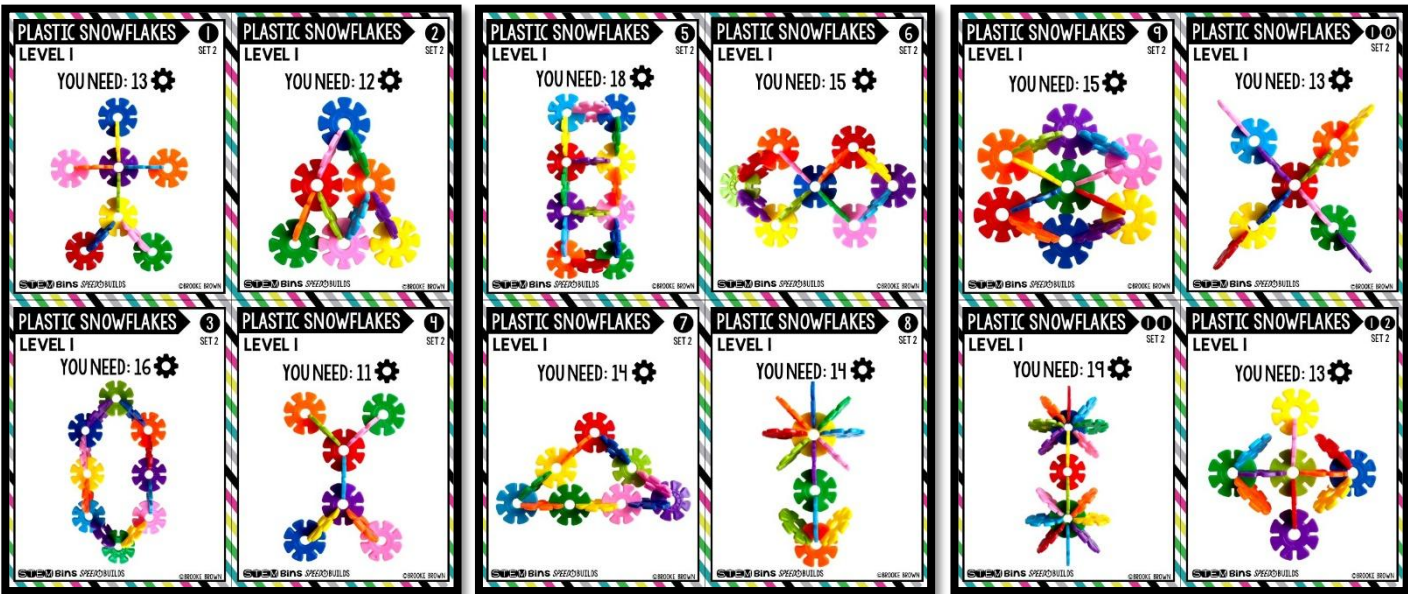 PLASTIC SNOWFLAKES 1
LEVEL 1 SET 2
YOU NEED: 13
STEM Bins SPEED BUILDS ©BROOKE BROWN
PLASTIC SNOWFLAKES 2
LEVEL 1 SET 2
YOU NEED: 12
STEM Bins SPEED BUILDS ©BROOKE BROWN
PLASTIC SNOWFLAKES 3
LEVEL 1 SET 2
YOU NEED: 16
STEM Bins SPEED BUILDS ©BROOKE BROWN
PLASTIC SNOWFLAKES 4
LEVEL 1 SET 2
YOU NEED: 11
STEM Bins SPEED BUILDS ©BROOKE BROWN
PLASTIC SNOWFLAKES 5
LEVEL 1 SET 2
YOU NEED: 18
STEM Bins SPEED BUILDS ©BROOKE BROWN
PLASTIC SNOWFLAKES 6
LEVEL 1 SET 2
YOU NEED: 15
STEM Bins SPEED BUILDS ©BROOKE BROWN
PLASTIC SNOWFLAKES 7
LEVEL 1 SET 2
YOU NEED: 14
STEM Bins SPEED BUILDS ©BROOKE BROWN
PLASTIC SNOWFLAKES 8
LEVEL 1 SET 2
YOU NEED: 14
STEM Bins SPEED BUILDS ©BROOKE BROWN
PLASTIC SNOWFLAKES 9
LEVEL 1 SET 2
YOU NEED: 15
STEM Bins SPEED BUILDS ©BROOKE BROWN
PLASTIC SNOWFLAKES 10
LEVEL 1 SET 2
YOU NEED: 13
STEM Bins SPEED BUILDS ©BROOKE BROWN
PLASTIC SNOWFLAKES 11
LEVEL 1 SET 2
YOU NEED: 19
STEM Bins SPEED BUILDS ©BROOKE BROWN
PLASTIC SNOWFLAKES 12
LEVEL 1 SET 2
YOU NEED: 13
STEM Bins SPEED BUILDS ©BROOKE BROWN